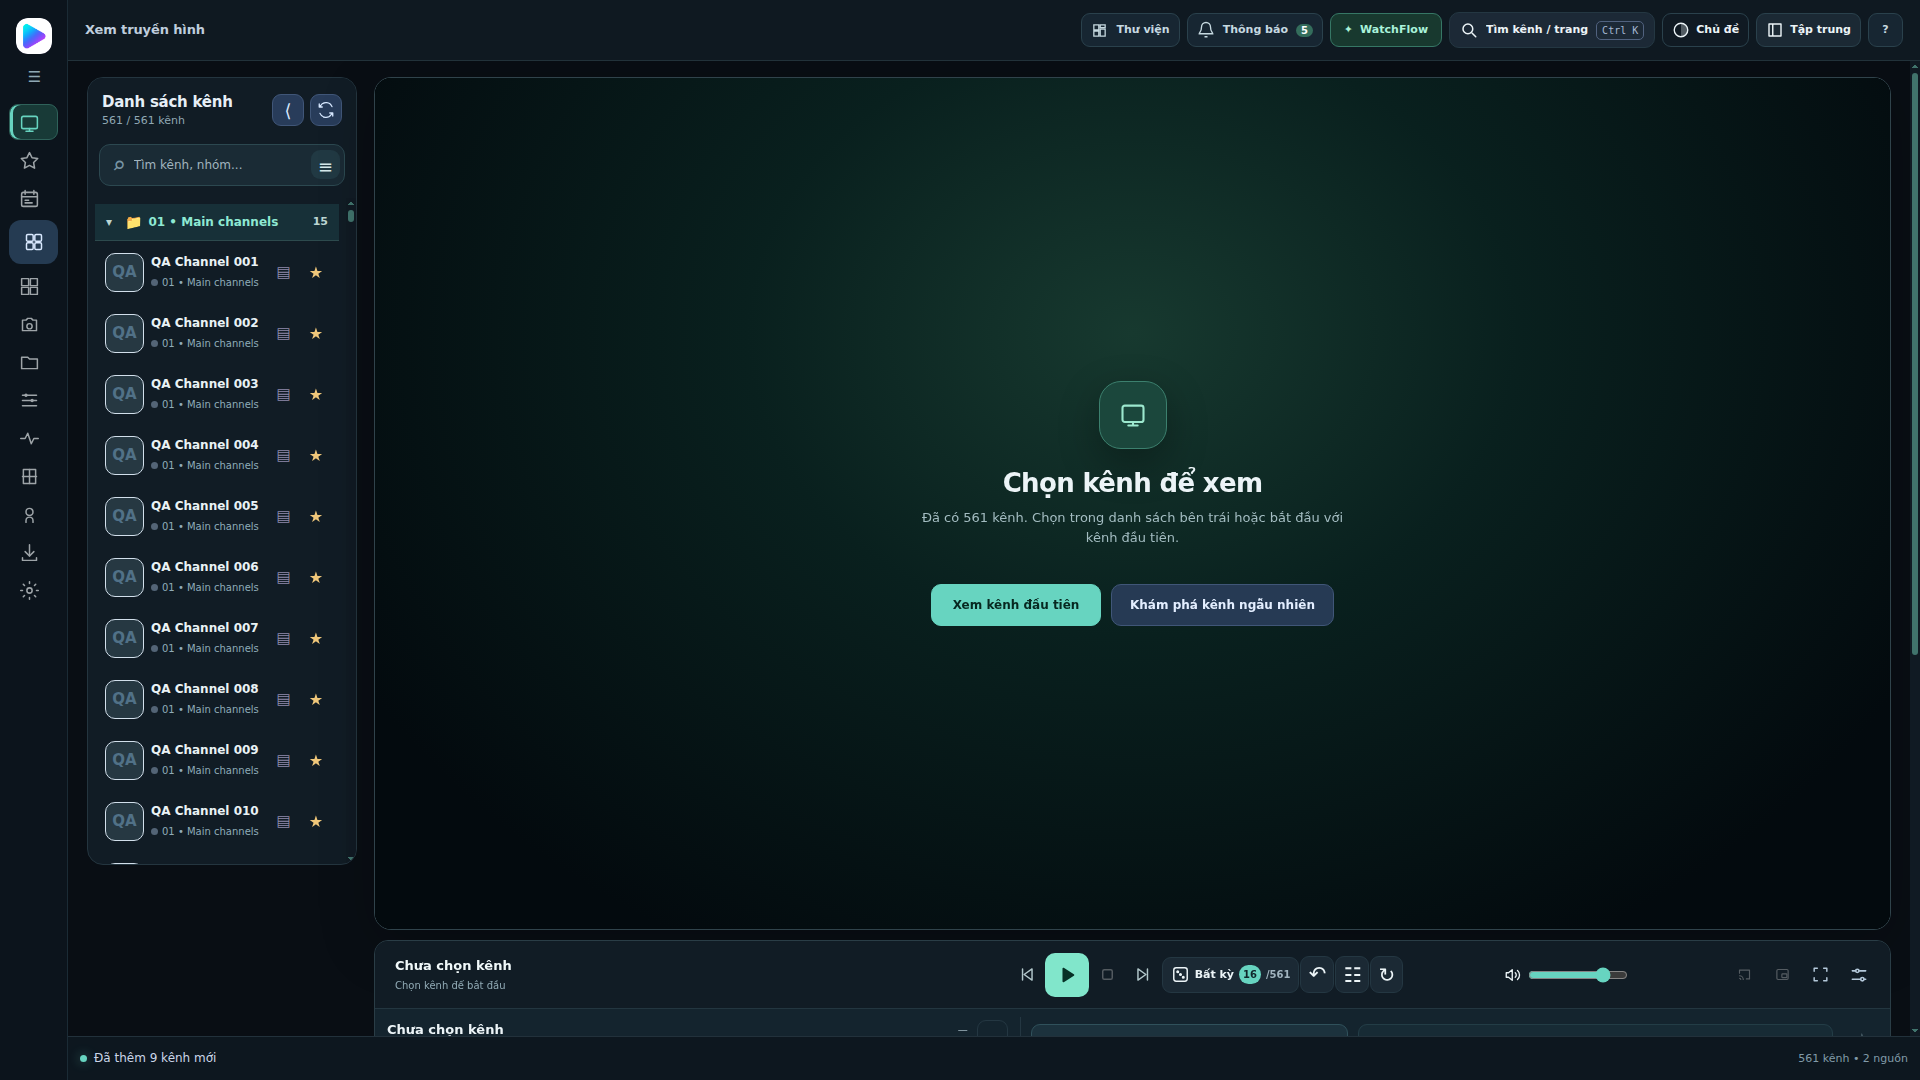 Xem truyền hình
Thư viện
Thông báo 5
WatchFlow
Tìm kênh / trang Ctrl K
Chủ đề
Tập trung
?
Danh sách kênh
561 / 561 kênh
Tìm kênh, nhóm...
01 • Main channels 15
QA QA Channel 001
01 • Main channels
QA QA Channel 002
01 • Main channels
QA QA Channel 003
01 • Main channels
QA QA Channel 004
01 • Main channels
QA QA Channel 005
01 • Main channels
QA QA Channel 006
01 • Main channels
QA QA Channel 007
01 • Main channels
QA QA Channel 008
01 • Main channels
QA QA Channel 009
01 • Main channels
QA QA Channel 010
01 • Main channels
Chọn kênh để xem
Đã có 561 kênh. Chọn trong danh sách bên trái hoặc bắt đầu với
kênh đầu tiên.
Xem kênh đầu tiên
Khám phá kênh ngẫu nhiên
Chưa chọn kênh
Chọn kênh để bắt đầu
Bất kỳ 16 /561
Chưa chọn kênh
Đã thêm 9 kênh mới
561 kênh • 2 nguồn